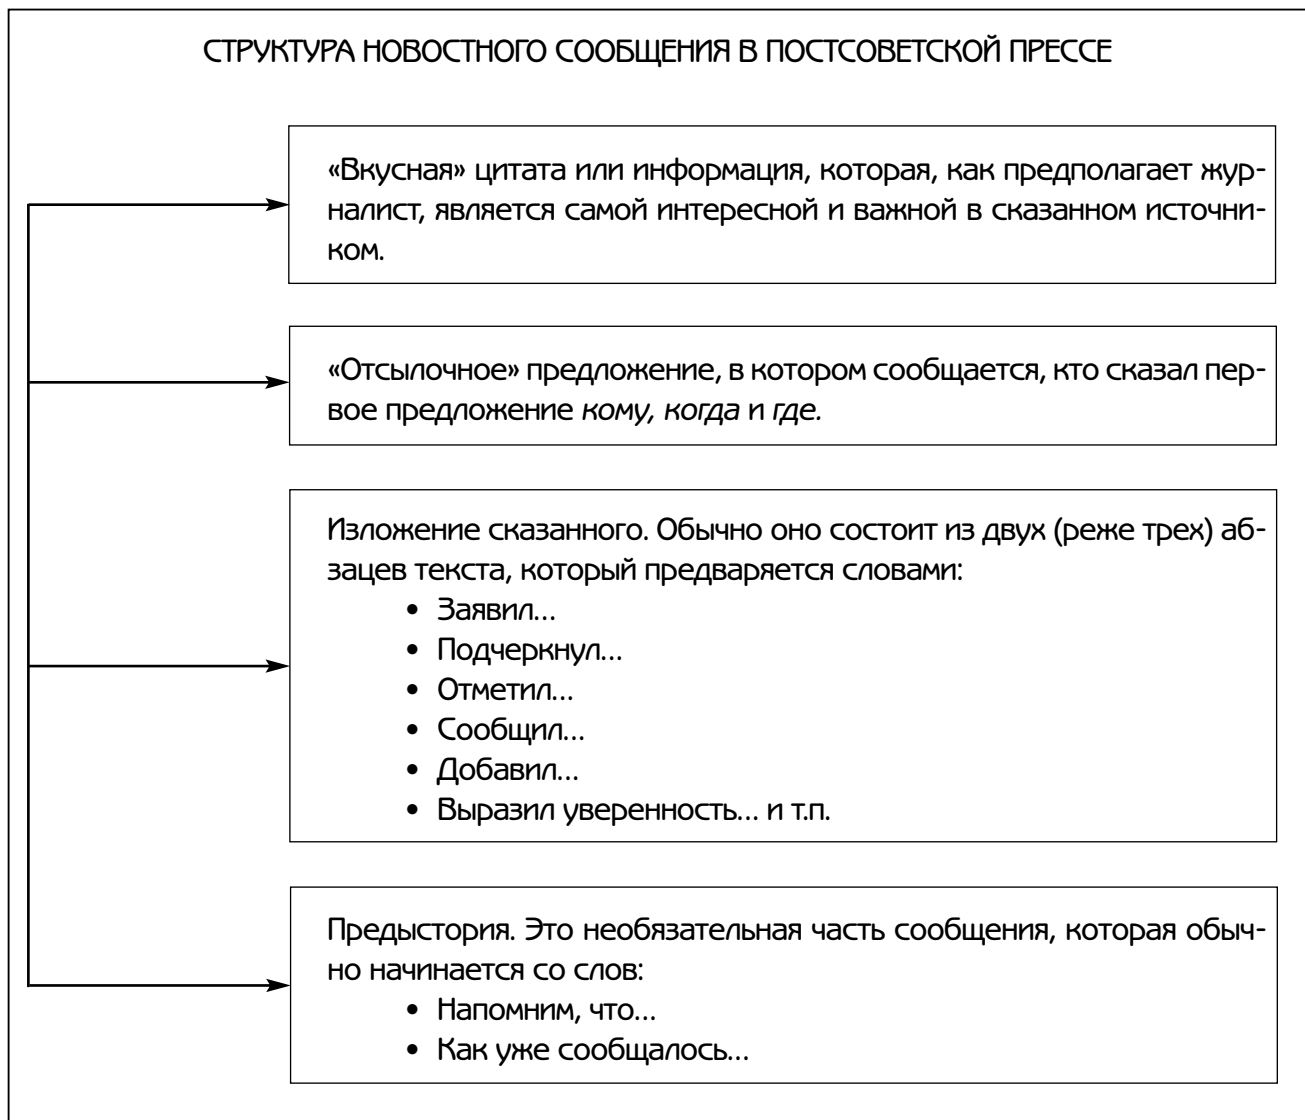 СТРУКТУРА НОВОСТНОГО СООБЩЕНИЯ В ПОСТСОВЕТСКОЙ ПРЕССЕ
«Вкусная» цитата или информация, которая, как предполагает жур-
налист, является самой интересной и важной в сказанном источни-
ком.
«Отсылочное» предложение, в котором сообщается, кто сказал пер-
вое предложение кому, когда и где.
Изложение сказанного. Обычно оно состоит из двух (реже трех) аб-
зацев текста, который предваряется словами:
• Заявил...
• Подчеркнул...
• Отметил...
• Сообщил...
• Добавил...
• Выразил уверенность... и т.п.
Предыстория. Это необязательная часть сообщения, которая обыч-
но начинается со слов:
• Напомним, что...
• Как уже сообщалось...